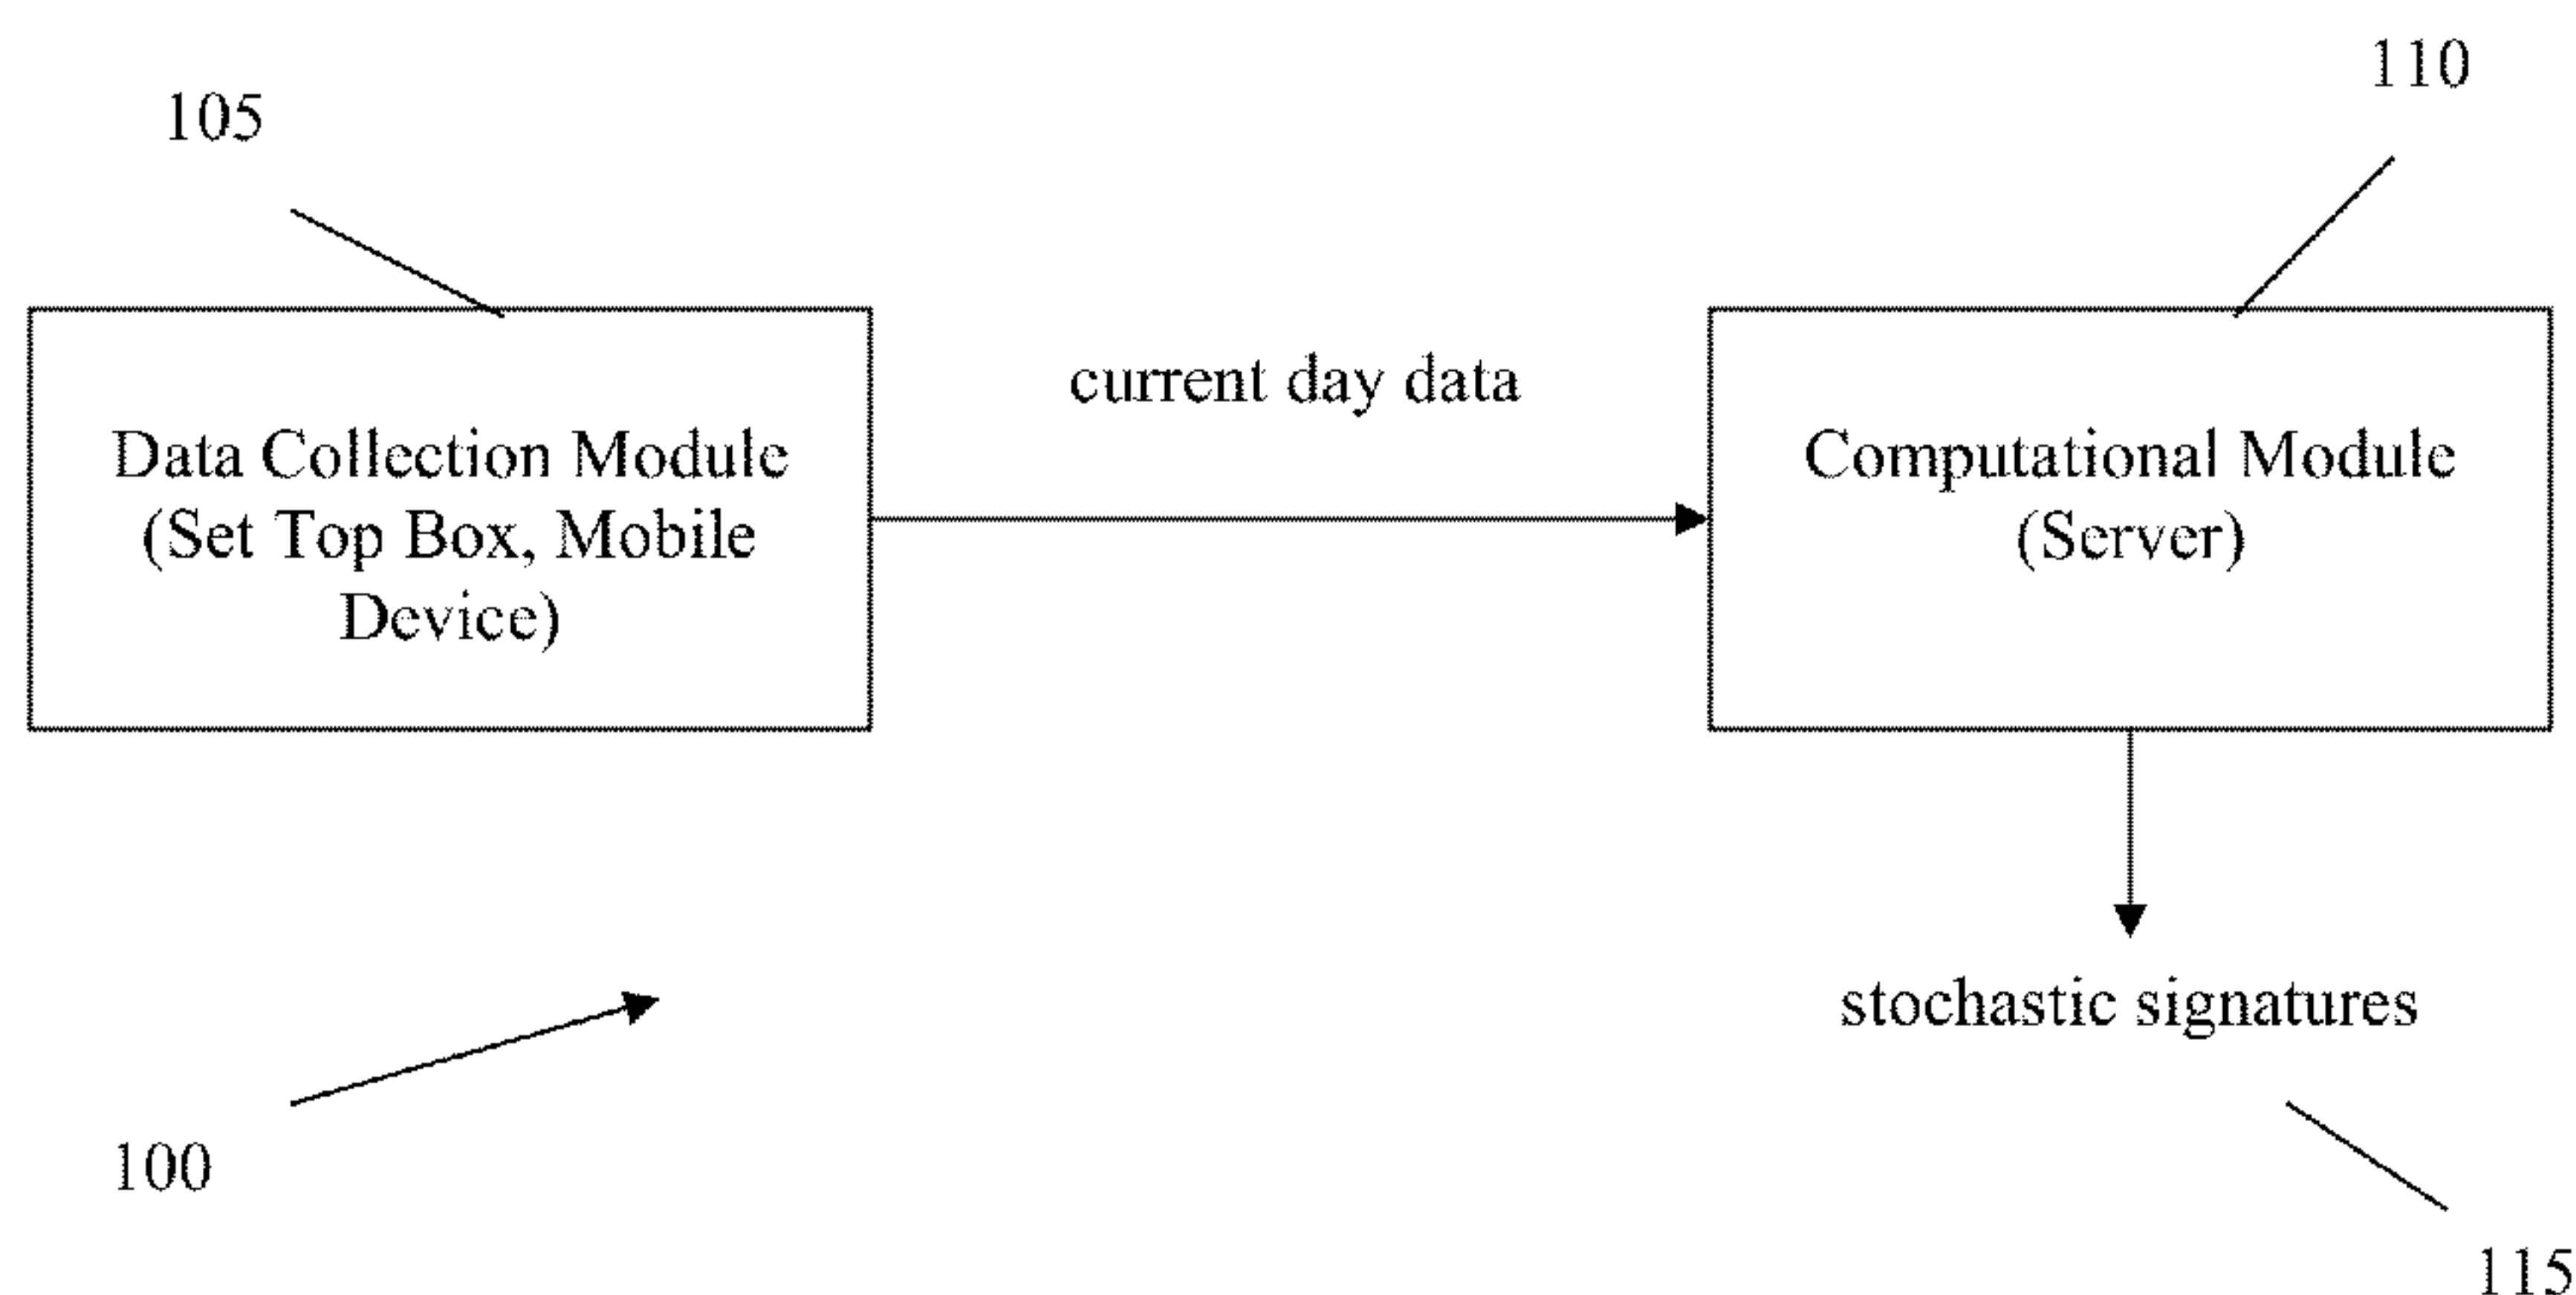 110
105
current day data
Data Collection Module
(Set Top Box, Mobile
Device)
Computational Module
(Server)
stochastic signatures
100
115